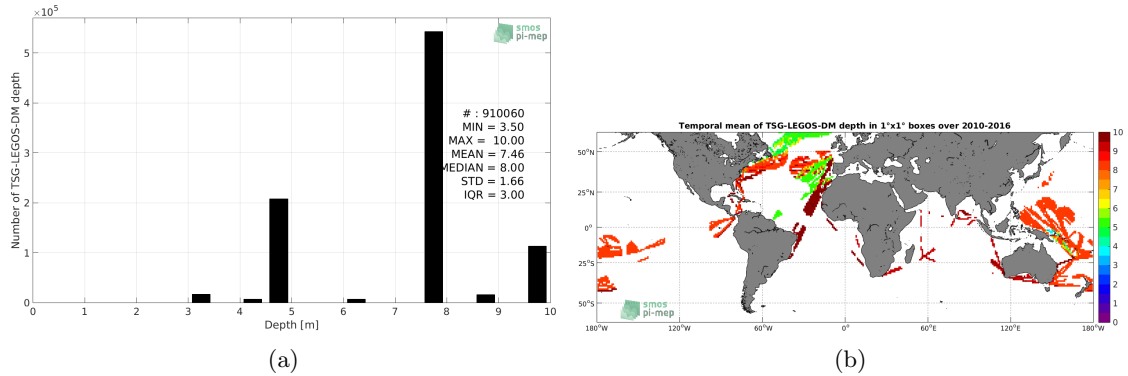 ×10⁵
smos
pi-mep
5
4
3
2
1
0
Number of TSG-LEGOS-DM depth
# : 910060
MIN = 3.50
MAX = 10.00
MEAN = 7.46
MEDIAN = 8.00
STD = 1.66
IQR = 3.00
0 1 2 3 4 5 6 7 8 9 10
Depth [m]
(a)
Temporal mean of TSG-LEGOS-DM depth in 1°x1° boxes over 2010-2016
50°N
25°N
0°
25°S
50°S
smos
pi-mep
180°W 120°W 60°W 0° 60°E 120°E 180°W
10
9
8
7
6
5
4
3
2
1
0
(b)